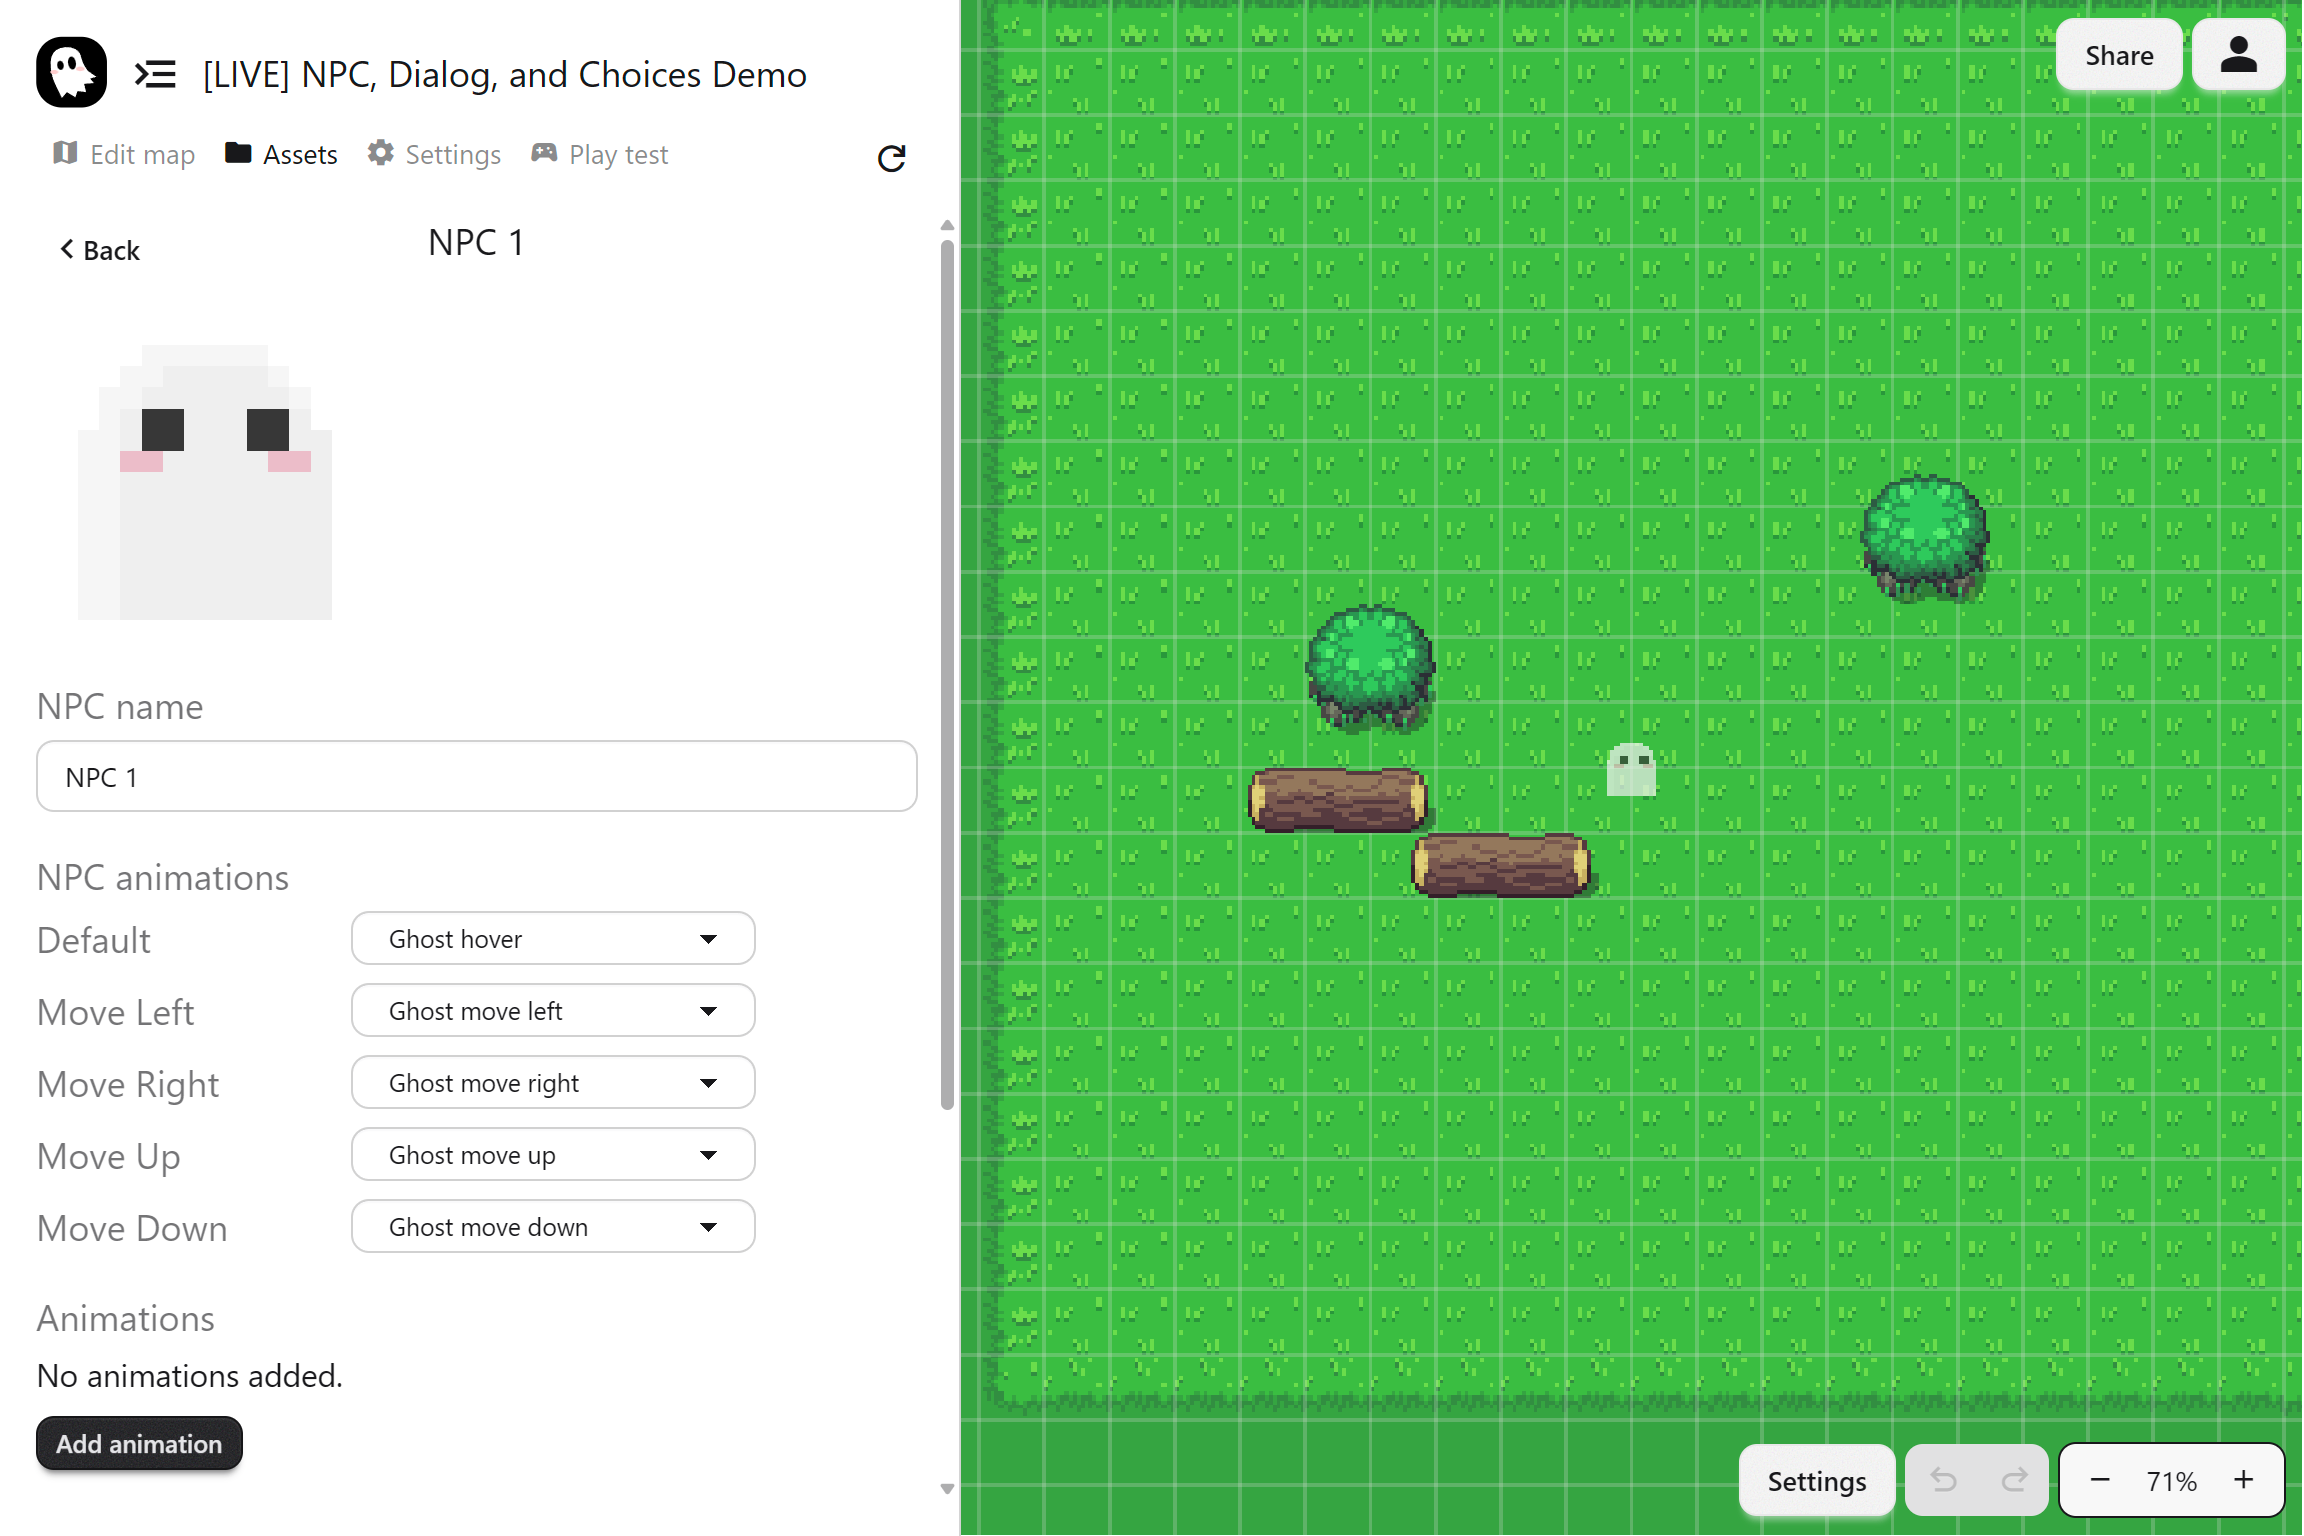 [LIVE] NPC, Dialog, and Choices Demo
Share
Edit map
Assets
Settings
Play test
Back
NPC 1
NPC name
NPC 1
NPC animations
Default
Ghost hover
Move Left
Ghost move left
Move Right
Ghost move right
Move Up
Ghost move up
Move Down
Ghost move down
Animations
No animations added.
Add animation
Settings
71%